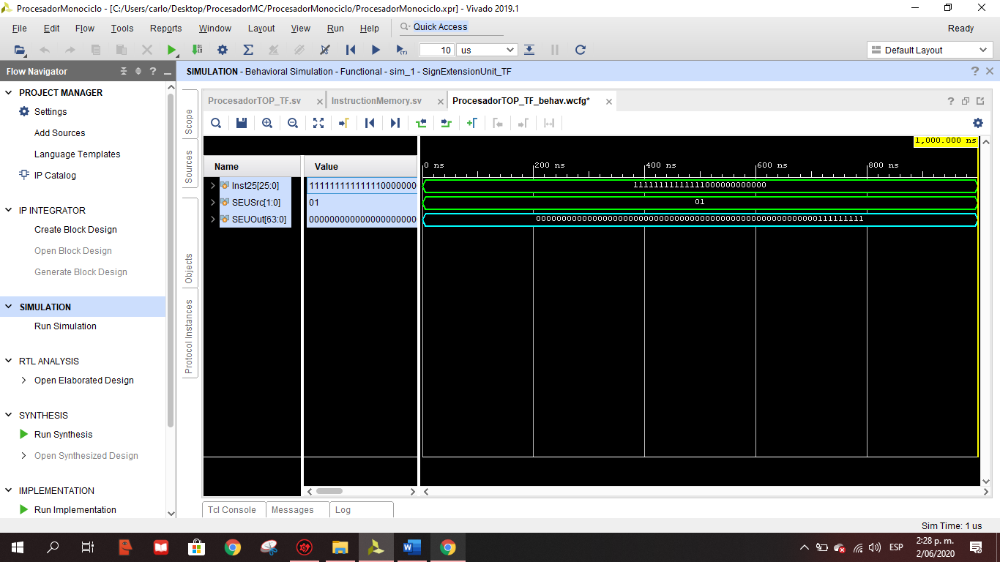 ProcesadorMonociclo - [C:/Users/carlo/Desktop/ProcesadorMC/ProcesadorMonociclo/ProcesadorMonociclo.xpr] - Vivado 2019.1
File Edit Flow Tools Reports Window Layout View Run Help Quick Access Ready
10 us Default Layout
Flow Navigator
SIMULATION - Behavioral Simulation - Functional - sim_1 - SignExtensionUnit_TF
PROJECT MANAGER
Settings
Add Sources
Language Templates
IP Catalog
IP INTEGRATOR
Create Block Design
Open Block Design
Generate Block Design
SIMULATION
Run Simulation
RTL ANALYSIS
Open Elaborated Design
SYNTHESIS
Run Synthesis
Open Synthesized Design
IMPLEMENTATION
Run Implementation
Scope
Sources
Objects
Protocol Instances
ProcesadorTOP_TF.sv InstructionMemory.sv ProcesadorTOP_TF_behav.wcfg*
1,000.000 ns
Name Value 0 ns 200 ns 400 ns 600 ns 800 ns
Inst25[25:0] 111111111111110000000 11111111111111000000000000
SEUSrc[1:0] 01 01
SEUOut[63:0] 000000000000000000000 0000000000000000000000000000000000000000000000000000000111111111
Tcl Console Messages Log
Sim Time: 1 us
ESP
2:28 p. m.
2/06/2020